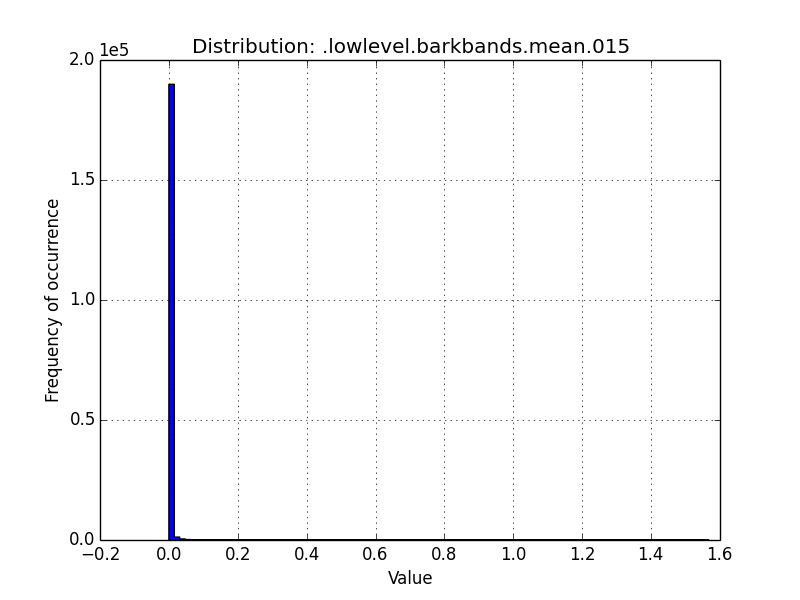 Distribution: .lowlevel.barkbands.mean.015
1e5
2.0
1.5
1.0
0.5
0.0
−0.2 0.0 0.2 0.4 0.6 0.8 1.0 1.2 1.4 1.6
Value
Frequency of occurrence